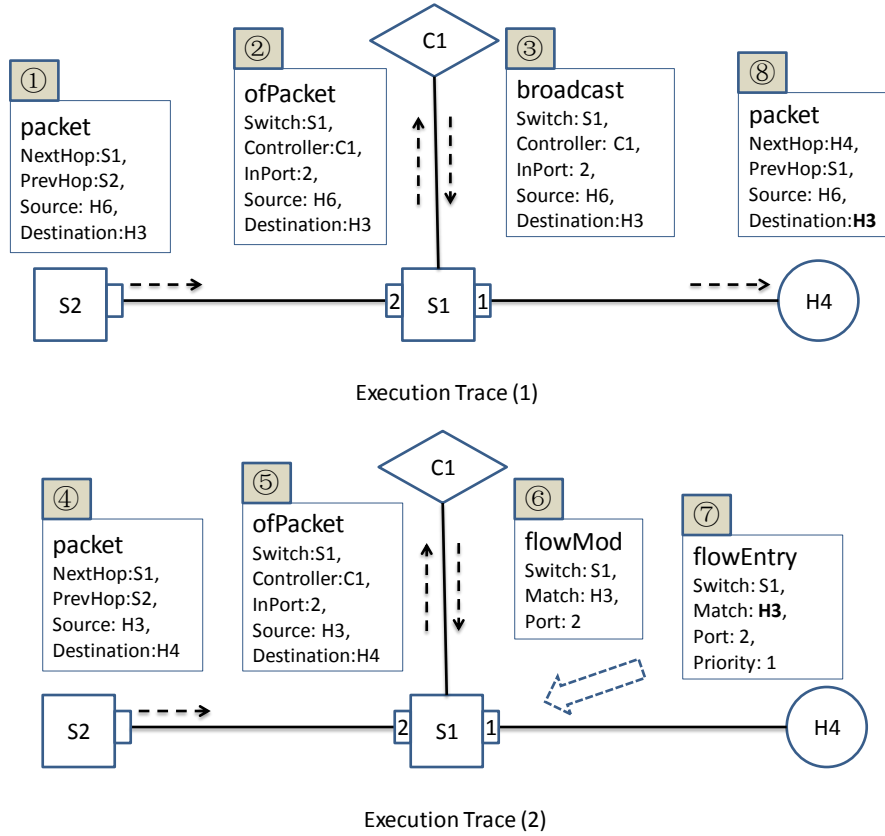 C1
①
packet
NextHop:S1,
PrevHop:S2,
Source: H6,
Destination:H3
②
ofPacket
Switch:S1,
Controller:C1,
InPort:2,
Source: H6,
Destination:H3
③
broadcast
Switch: S1,
Controller: C1,
InPort: 2,
Source: H6,
Destination:H3
⑧
packet
NextHop:H4,
PrevHop:S1,
Source: H6,
Destination:H3
S2
2
S1
1
H4
Execution Trace (1)
C1
④
packet
NextHop:S1,
PrevHop:S2,
Source: H3,
Destination:H4
⑤
ofPacket
Switch:S1,
Controller:C1,
InPort:2,
Source: H3,
Destination:H4
⑥
flowMod
Switch: S1,
Match: H3,
Port: 2
⑦
flowEntry
Switch: S1,
Match: H3,
Port: 2,
Priority: 1
S2
2
S1
1
H4
Execution Trace (2)